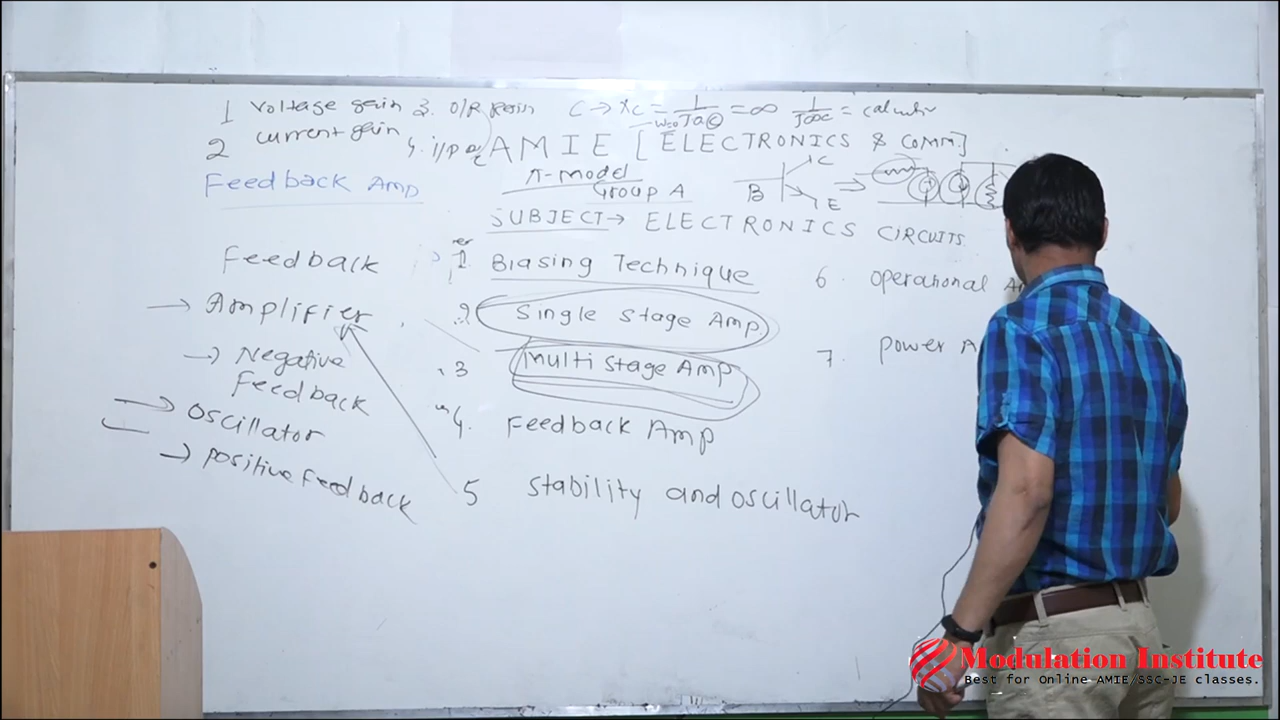 1 voltage gain 3. O/P Resis C → Xc = 1/jωC = ∞ 1/jωC =
2 current gain 4. i/p
AMIE [ELECTRONICS & COMM]
Feedback Amp
π-model
Group A
B C E
SUBJECT → ELECTRONICS CIRCUITS
Feedback
Amplifier
→ Negative
Feedback
→ oscillator
→ positive feedback
1. Biasing Technique
2. Single Stage Amp.
3 multi stage Amp
4. Feedback Amp
5 stability and oscillator
6. operational
7. power A
Modulation Institute
Best for Online AMIE/SSC-JE classes.